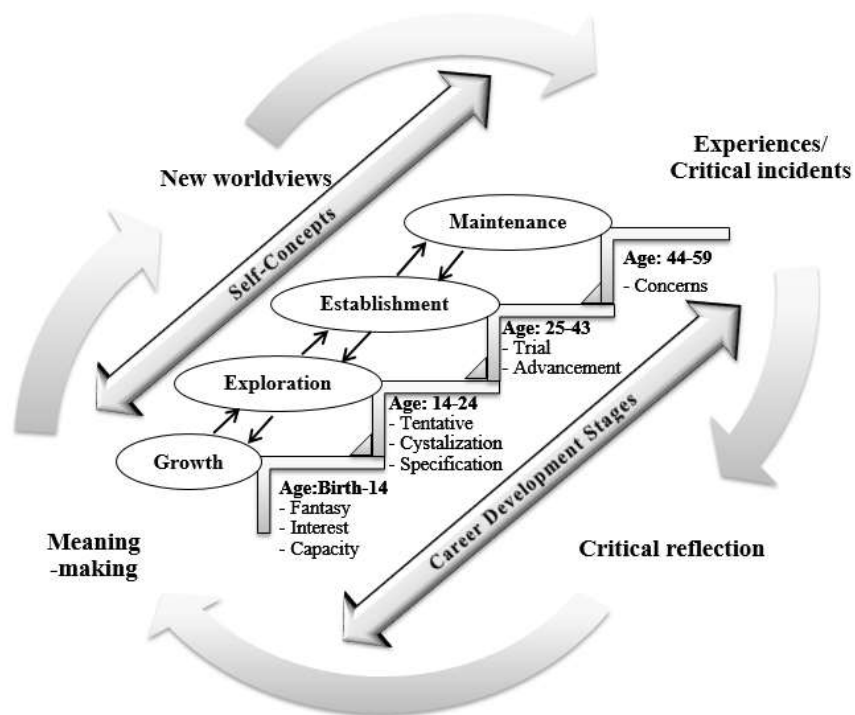 Experiences/
Critical incidents
New worldviews
Self-Concepts
Maintenance
Age: 44-59
- Concerns
Establishment
Age: 25-43
- Trial
- Advancement
Exploration
Age: 14-24
- Tentative
- Cystalization
- Specification
Growth
Age:Birth-14
- Fantasy
- Interest
- Capacity
Career Development Stages
Meaning
-making
Critical reflection